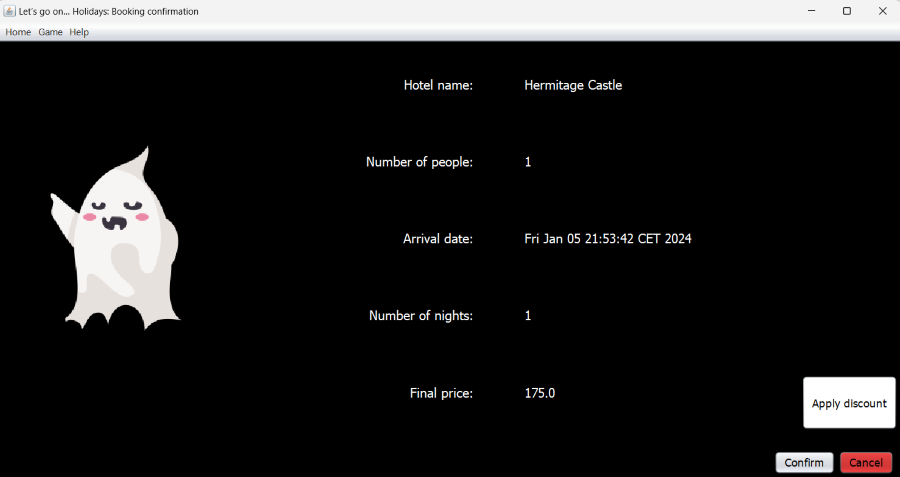 Let's go on... Holidays: Booking confirmation
Home Game Help
Hotel name: Hermitage Castle
Number of people: 1
Arrival date: Fri Jan 05 21:53:42 CET 2024
Number of nights: 1
Final price: 175.0
Apply discount
Confirm Cancel